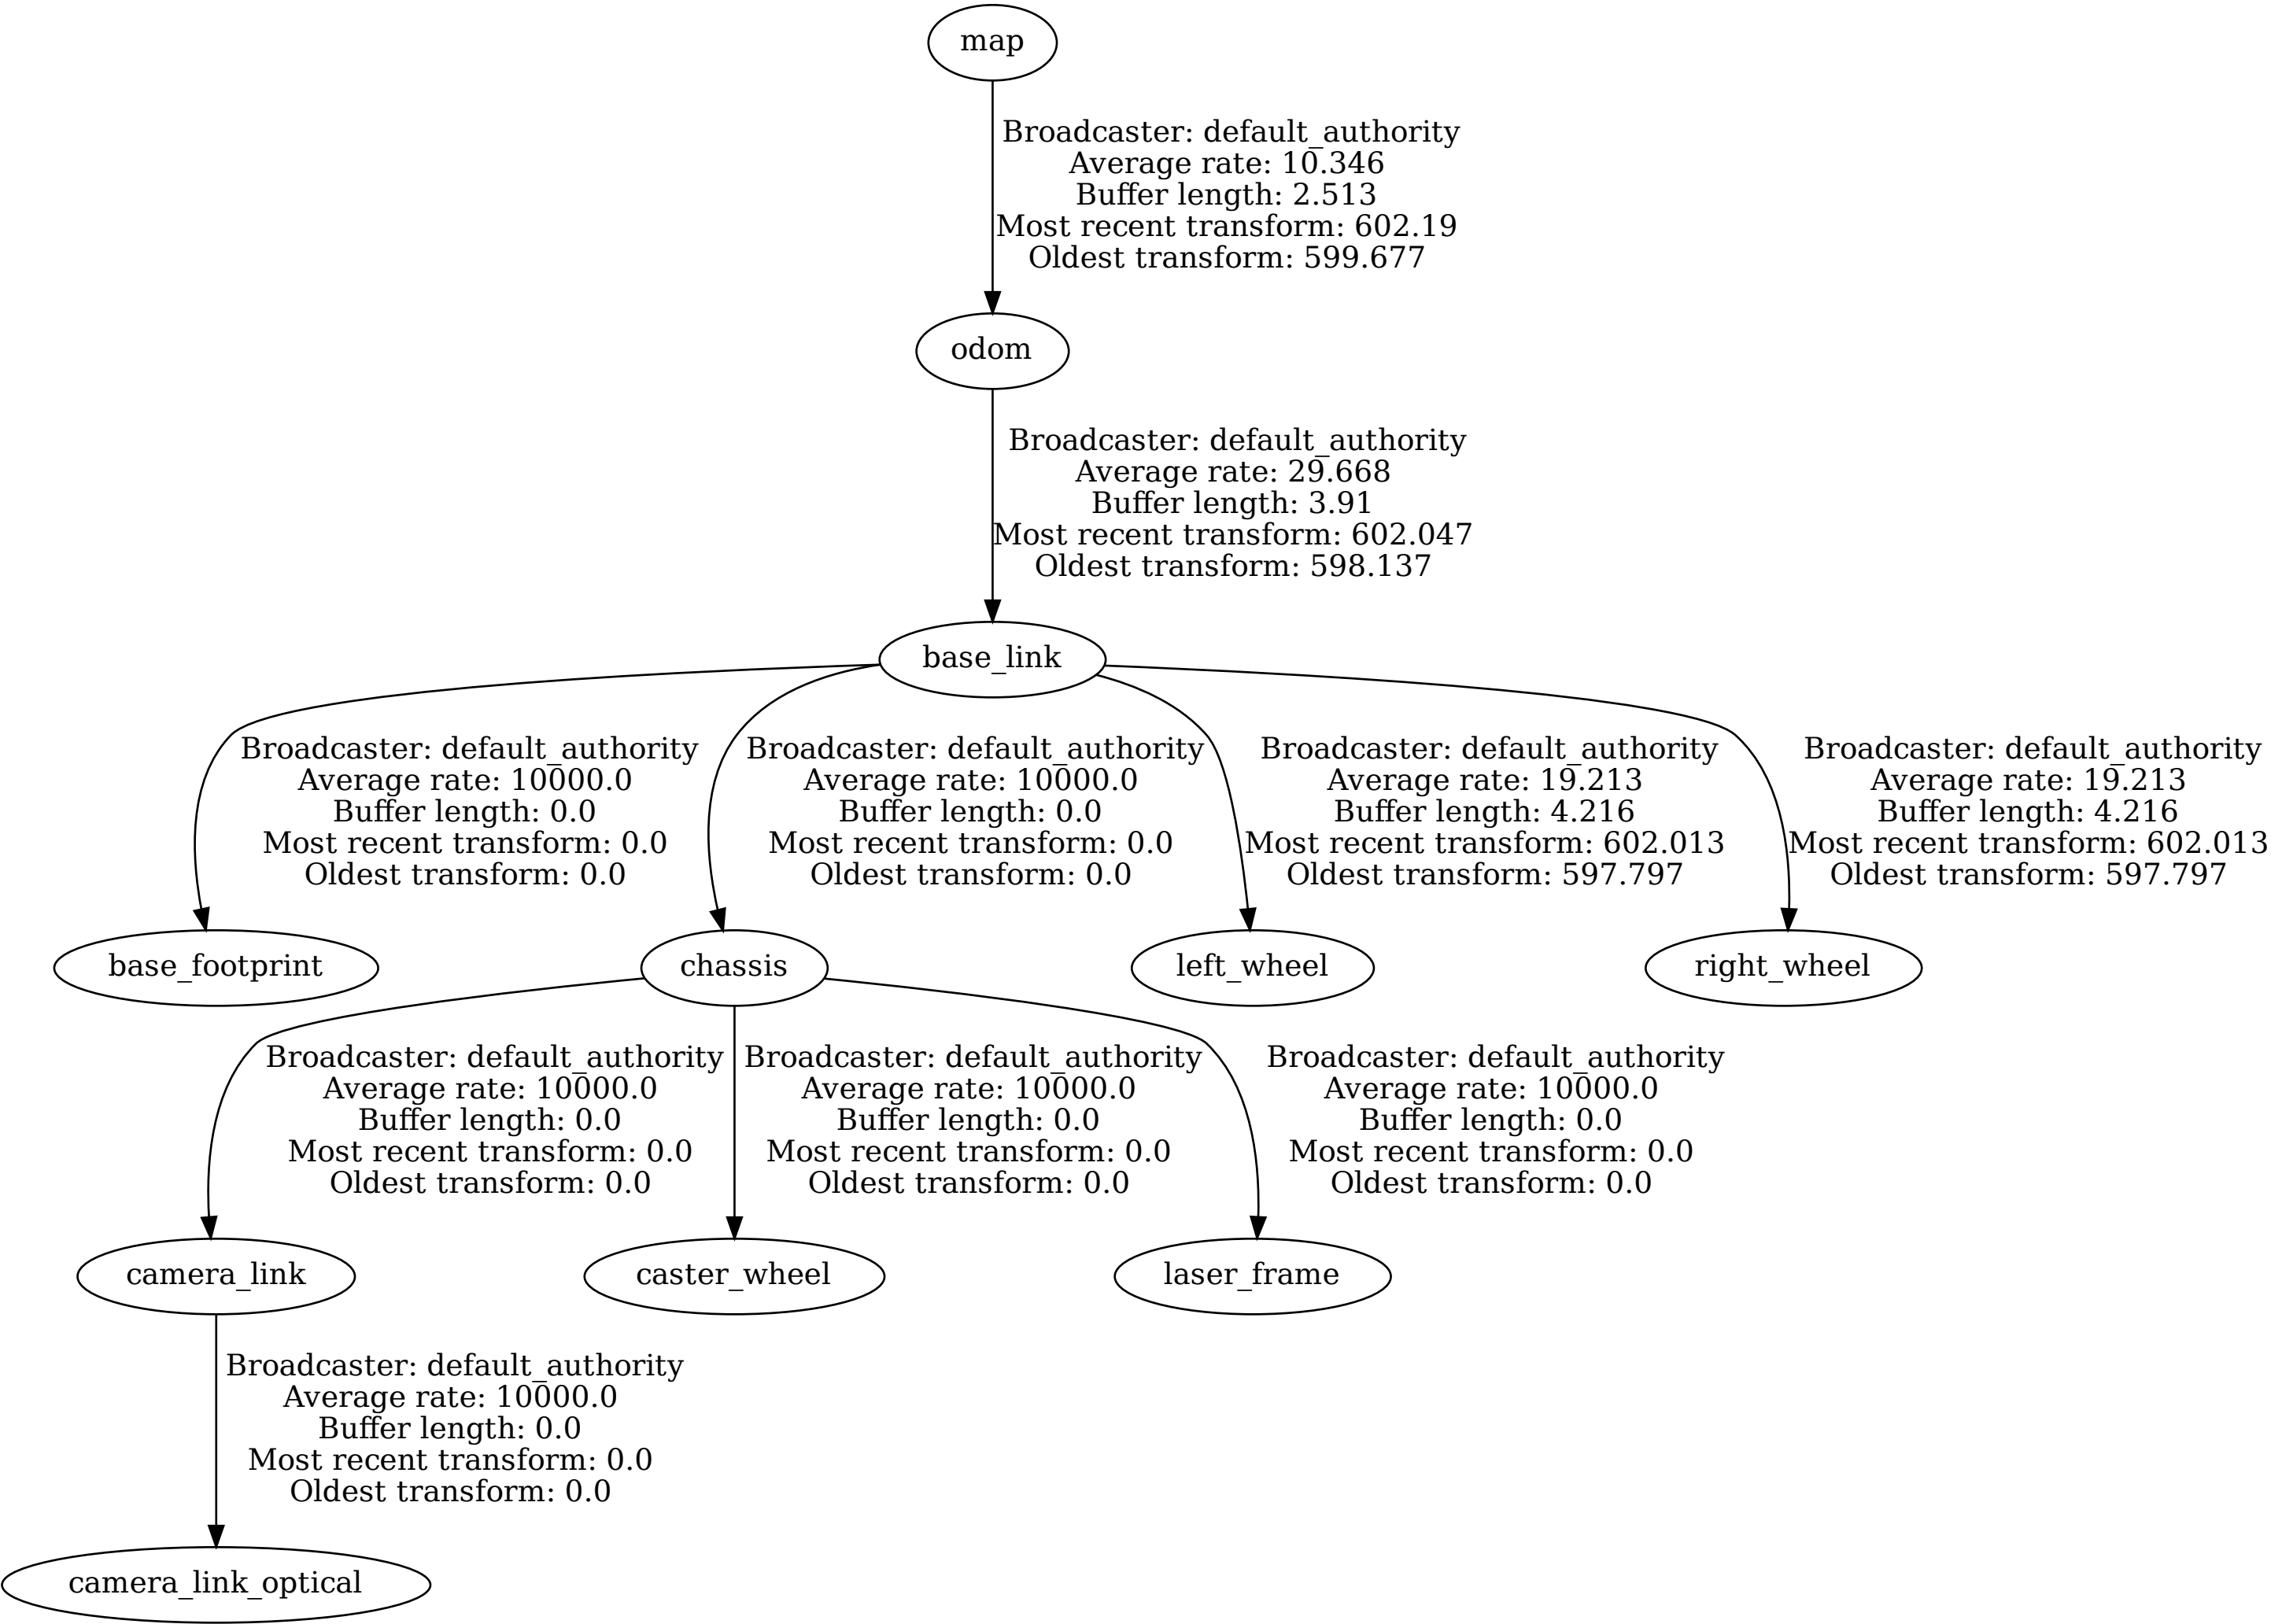 map
Broadcaster: default_authority
Average rate: 10.346
Buffer length: 2.513
Most recent transform: 602.19
Oldest transform: 599.677
odom
Broadcaster: default_authority
Average rate: 29.668
Buffer length: 3.91
Most recent transform: 602.047
Oldest transform: 598.137
base_link
Broadcaster: default_authority
Average rate: 10000.0
Buffer length: 0.0
Most recent transform: 0.0
Oldest transform: 0.0
Broadcaster: default_authority
Average rate: 10000.0
Buffer length: 0.0
Most recent transform: 0.0
Oldest transform: 0.0
Broadcaster: default_authority
Average rate: 19.213
Buffer length: 4.216
Most recent transform: 602.013
Oldest transform: 597.797
Broadcaster: default_authority
Average rate: 19.213
Buffer length: 4.216
Most recent transform: 602.013
Oldest transform: 597.797
base_footprint
chassis
left_wheel
right_wheel
Broadcaster: default_authority
Average rate: 10000.0
Buffer length: 0.0
Most recent transform: 0.0
Oldest transform: 0.0
Broadcaster: default_authority
Average rate: 10000.0
Buffer length: 0.0
Most recent transform: 0.0
Oldest transform: 0.0
Broadcaster: default_authority
Average rate: 10000.0
Buffer length: 0.0
Most recent transform: 0.0
Oldest transform: 0.0
camera_link
caster_wheel
laser_frame
Broadcaster: default_authority
Average rate: 10000.0
Buffer length: 0.0
Most recent transform: 0.0
Oldest transform: 0.0
camera_link_optical